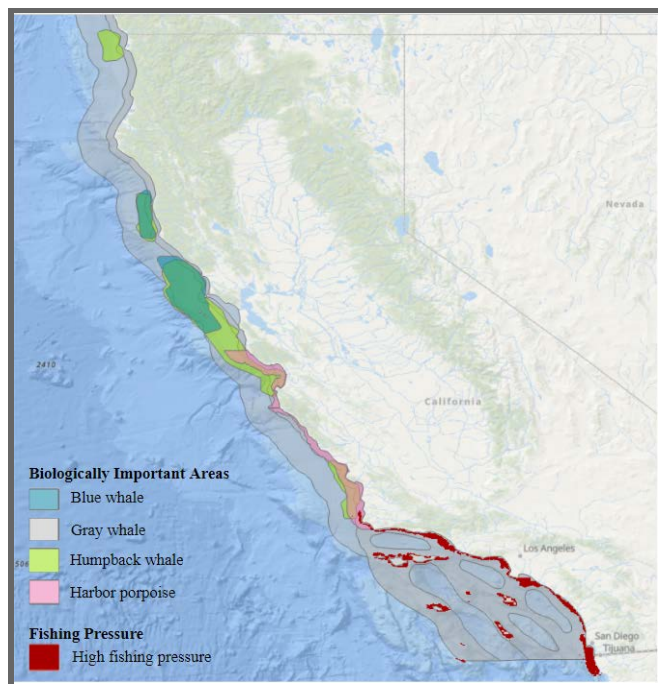 Nevada
2410
California
Biologically Important Areas
Blue whale
Gray whale
Humpback whale
Harbor porpoise
506
Los Angeles
Fishing Pressure
High fishing pressure
San Diego
Tijuana